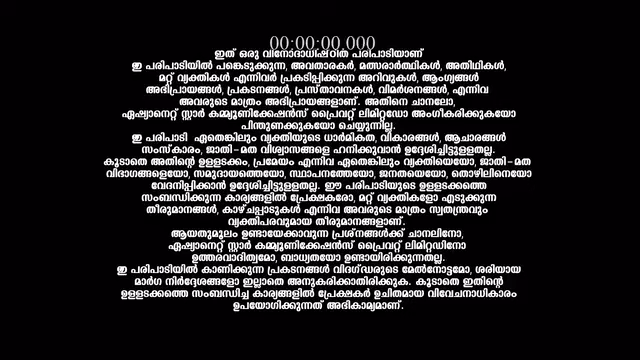 00:00:00.000
ഇത് ഒരു വിനോദാധിഷ്ഠിത പരിപാടിയാണ്
ഇ പരിപാടിയിൽ പങ്കെടുക്കുന്ന, അവതാരകർ, മത്സരാർത്ഥികൾ, അതിഥികൾ,
മറ്റ് വ്യക്തികൾ എന്നിവർ പ്രകടിപ്പിക്കുന്ന അറിവുകൾ, ആംഗ്യങ്ങൾ
അഭിപ്രായങ്ങൾ, പ്രകടനങ്ങൾ, പ്രസ്താവനകൾ, വിമർശനങ്ങൾ, എന്നിവ
അവരുടെ മാത്രം അഭിപ്രായങ്ങളാണ്. അതിനെ ചാനലോ,
ഏഷ്യാനെറ്റ് സ്റ്റാർ കമ്മ്യൂണിക്കേഷൻസ് പ്രൈവറ്റ് ലിമിറ്റഡോ അംഗീകരിക്കുകയോ
പിന്തുണക്കുകയോ ചെയ്യുന്നില്ല.
ഇ പരിപാടി ഏതെങ്കിലും വ്യക്തിയുടെ ധാർമികത, വികാരങ്ങൾ, ആചാരങ്ങൾ
സംസ്കാരം, ജാതി-മത വിശ്വാസങ്ങളെ ഹനിക്കുവാൻ ഉദ്ദേശിച്ചിട്ടുള്ളതല്ല.
കൂടാതെ അതിന്റെ ഉള്ളടക്കം, പ്രമേയം എന്നിവ ഏതെങ്കിലും വ്യക്തിയെയോ, ജാതി-മത
വിഭാഗങ്ങളെയോ, സമുദായത്തെയോ, സ്ഥാപനത്തേയോ, ജനതയെയോ, തൊഴിലിനെയോ
വേദനിപ്പിക്കാൻ ഉദ്ദേശിച്ചിട്ടുള്ളതല്ല. ഈ പരിപാടിയുടെ ഉള്ളടക്കത്തെ
സംബന്ധിക്കുന്ന കാര്യങ്ങളിൽ പ്രേക്ഷകരോ, മറ്റ് വ്യക്തികളോ എടുക്കുന്ന
തീരുമാനങ്ങൾ, കാഴ്ചപ്പാടുകൾ എന്നിവ അവരുടെ മാത്രം സ്വതന്ത്രവും
വ്യക്തിപരവുമായ തീരുമാനങ്ങളാണ്.
ആയതുമൂലം ഉണ്ടായേക്കാവുന്ന പ്രശ്നങ്ങൾക്ക് ചാനലിനോ,
ഏഷ്യാനെറ്റ് സ്റ്റാർ കമ്മ്യൂണിക്കേഷൻസ് പ്രൈവറ്റ് ലിമിറ്റഡിനോ
ഉത്തരവാദിത്വമോ, ബാധ്യതയോ ഉണ്ടായിരിക്കുന്നതല്ല.
ഇ പരിപാടിയിൽ കാണിക്കുന്ന പ്രകടനങ്ങൾ വിദഗ്ദ്ധരുടെ മേൽനോട്ടമോ, ശരിയായ
മാർഗ നിർദ്ദേശങ്ങളോ ഇല്ലാതെ അനുകരിക്കാതിരിക്കുക. കൂടാതെ ഇതിന്റെ
ഉള്ളടക്കത്തെ സംബന്ധിച്ച കാര്യങ്ങളിൽ പ്രേക്ഷകർ ഉചിതമായ വിവേചനാധികാരം
ഉപയോഗിക്കുന്നത് അഭികാമ്യമാണ്.